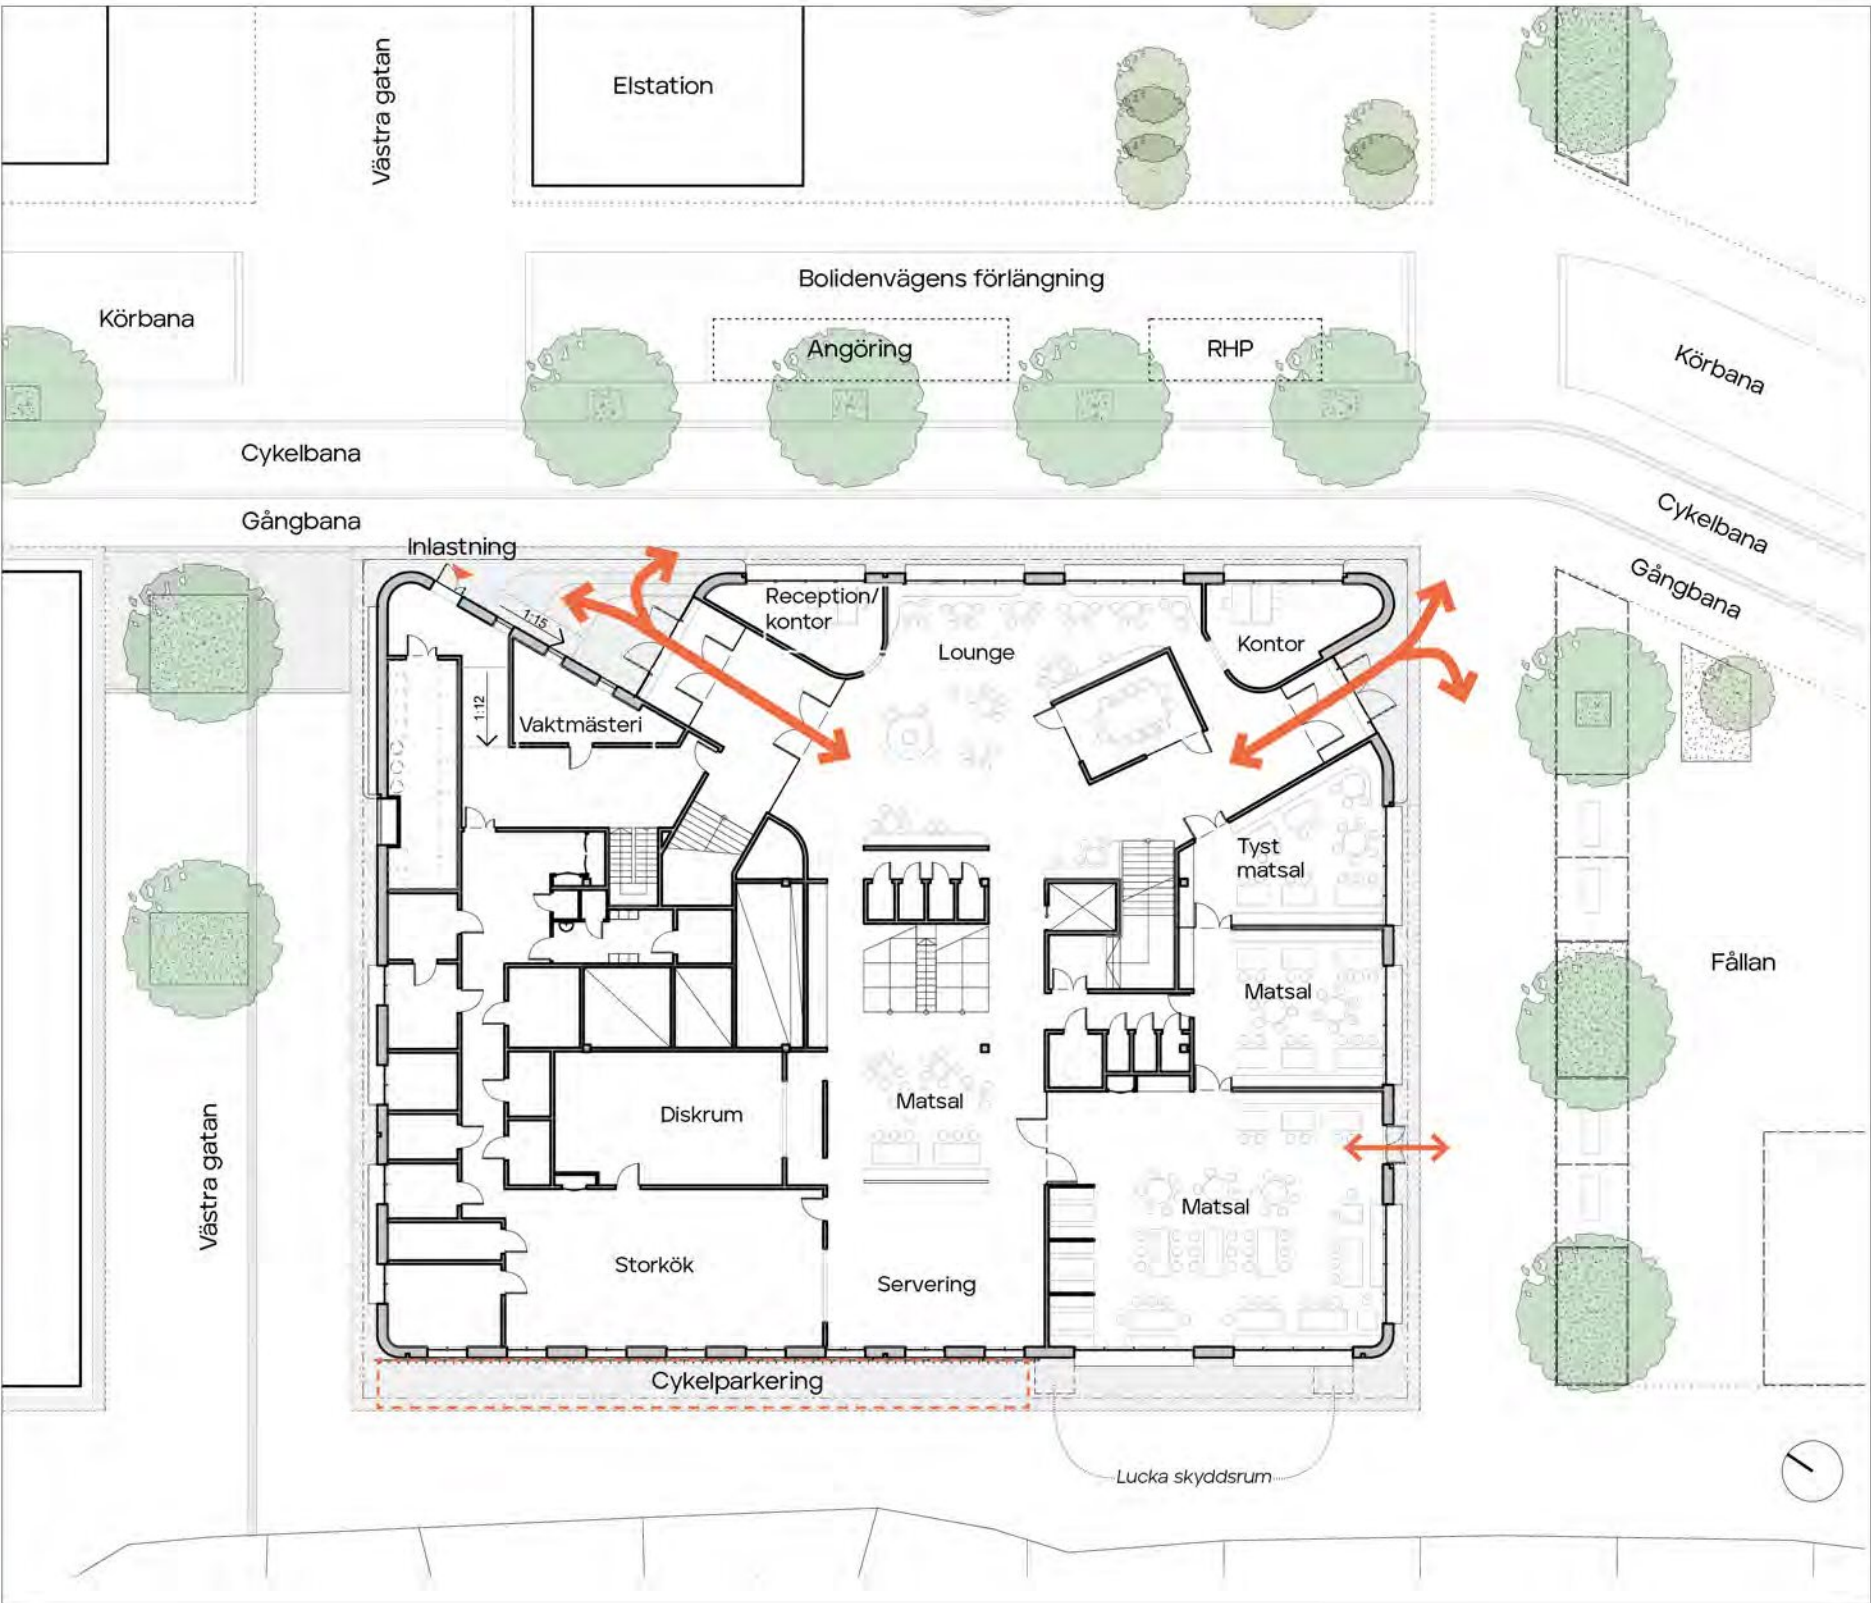 Västra gatan
Elstation
Bolidenvägens förlängning
Körbana
Angöring
RHP
Körbana
Cykelbana
Cykelbana
Gångbana
Gångbana
Inlastning
1:15
Reception/
kontor
Kontor
Lounge
1:12
Vaktmästeri
Tyst
matsal
Fållan
Matsal
Matsal
Diskrum
Västra gatan
Matsal
Storkök
Servering
Cykelparkering
Lucka skyddsrum